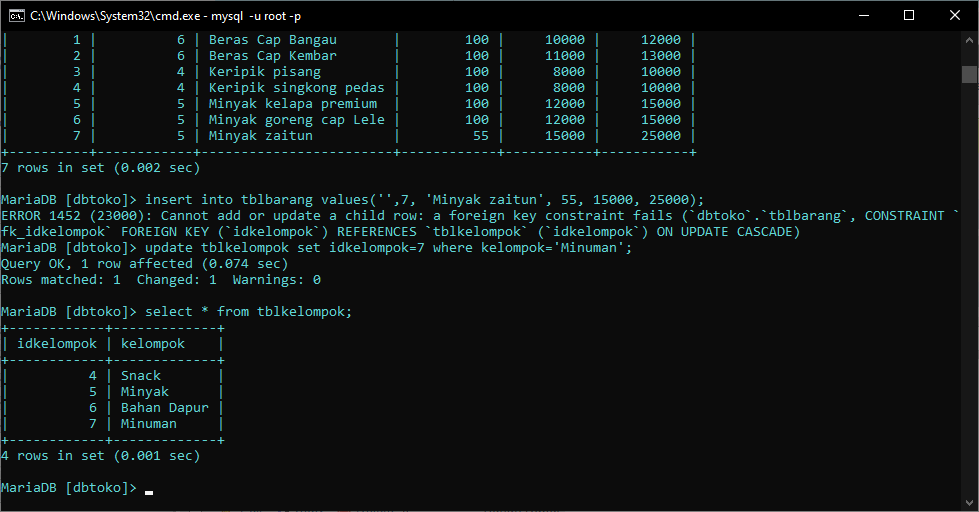 C:\Windows\System32\cmd.exe - mysql  -u root -p
|          1 |          6 | Beras Cap Bangau       |        100 |      10000 |      12000 |
|          2 |          6 | Beras Cap Kembar       |        100 |      11000 |      13000 |
|          3 |          4 | Keripik pisang         |        100 |       8000 |      10000 |
|          4 |          4 | Keripik singkong pedas |        100 |       8000 |      10000 |
|          5 |          5 | Minyak kelapa premium  |        100 |      12000 |      15000 |
|          6 |          5 | Minyak goreng cap Lele |        100 |      12000 |      15000 |
|          7 |          5 | Minyak zaitun          |         55 |      15000 |      25000 |
+----------+------------+------------------------+------------+-----------+-----------+
7 rows in set (0.002 sec)
MariaDB [dbtoko]> insert into tblbarang values('',7, 'Minyak zaitun', 55, 15000, 25000);
ERROR 1452 (23000): Cannot add or update a child row: a foreign key constraint fails (`dbtoko`.`tblbarang`, CONSTRAINT `
fk_idkelompok` FOREIGN KEY (`idkelompok`) REFERENCES `tblkelompok` (`idkelompok`) ON UPDATE CASCADE)
MariaDB [dbtoko]> update tblkelompok set idkelompok=7 where kelompok='Minuman';
Query OK, 1 row affected (0.074 sec)
Rows matched: 1  Changed: 1  Warnings: 0
MariaDB [dbtoko]> select * from tblkelompok;
+------------+-------------+
| idkelompok | kelompok    |
+------------+-------------+
|          4 | Snack       |
|          5 | Minyak      |
|          6 | Bahan Dapur |
|          7 | Minuman     |
+------------+-------------+
4 rows in set (0.001 sec)
MariaDB [dbtoko]>